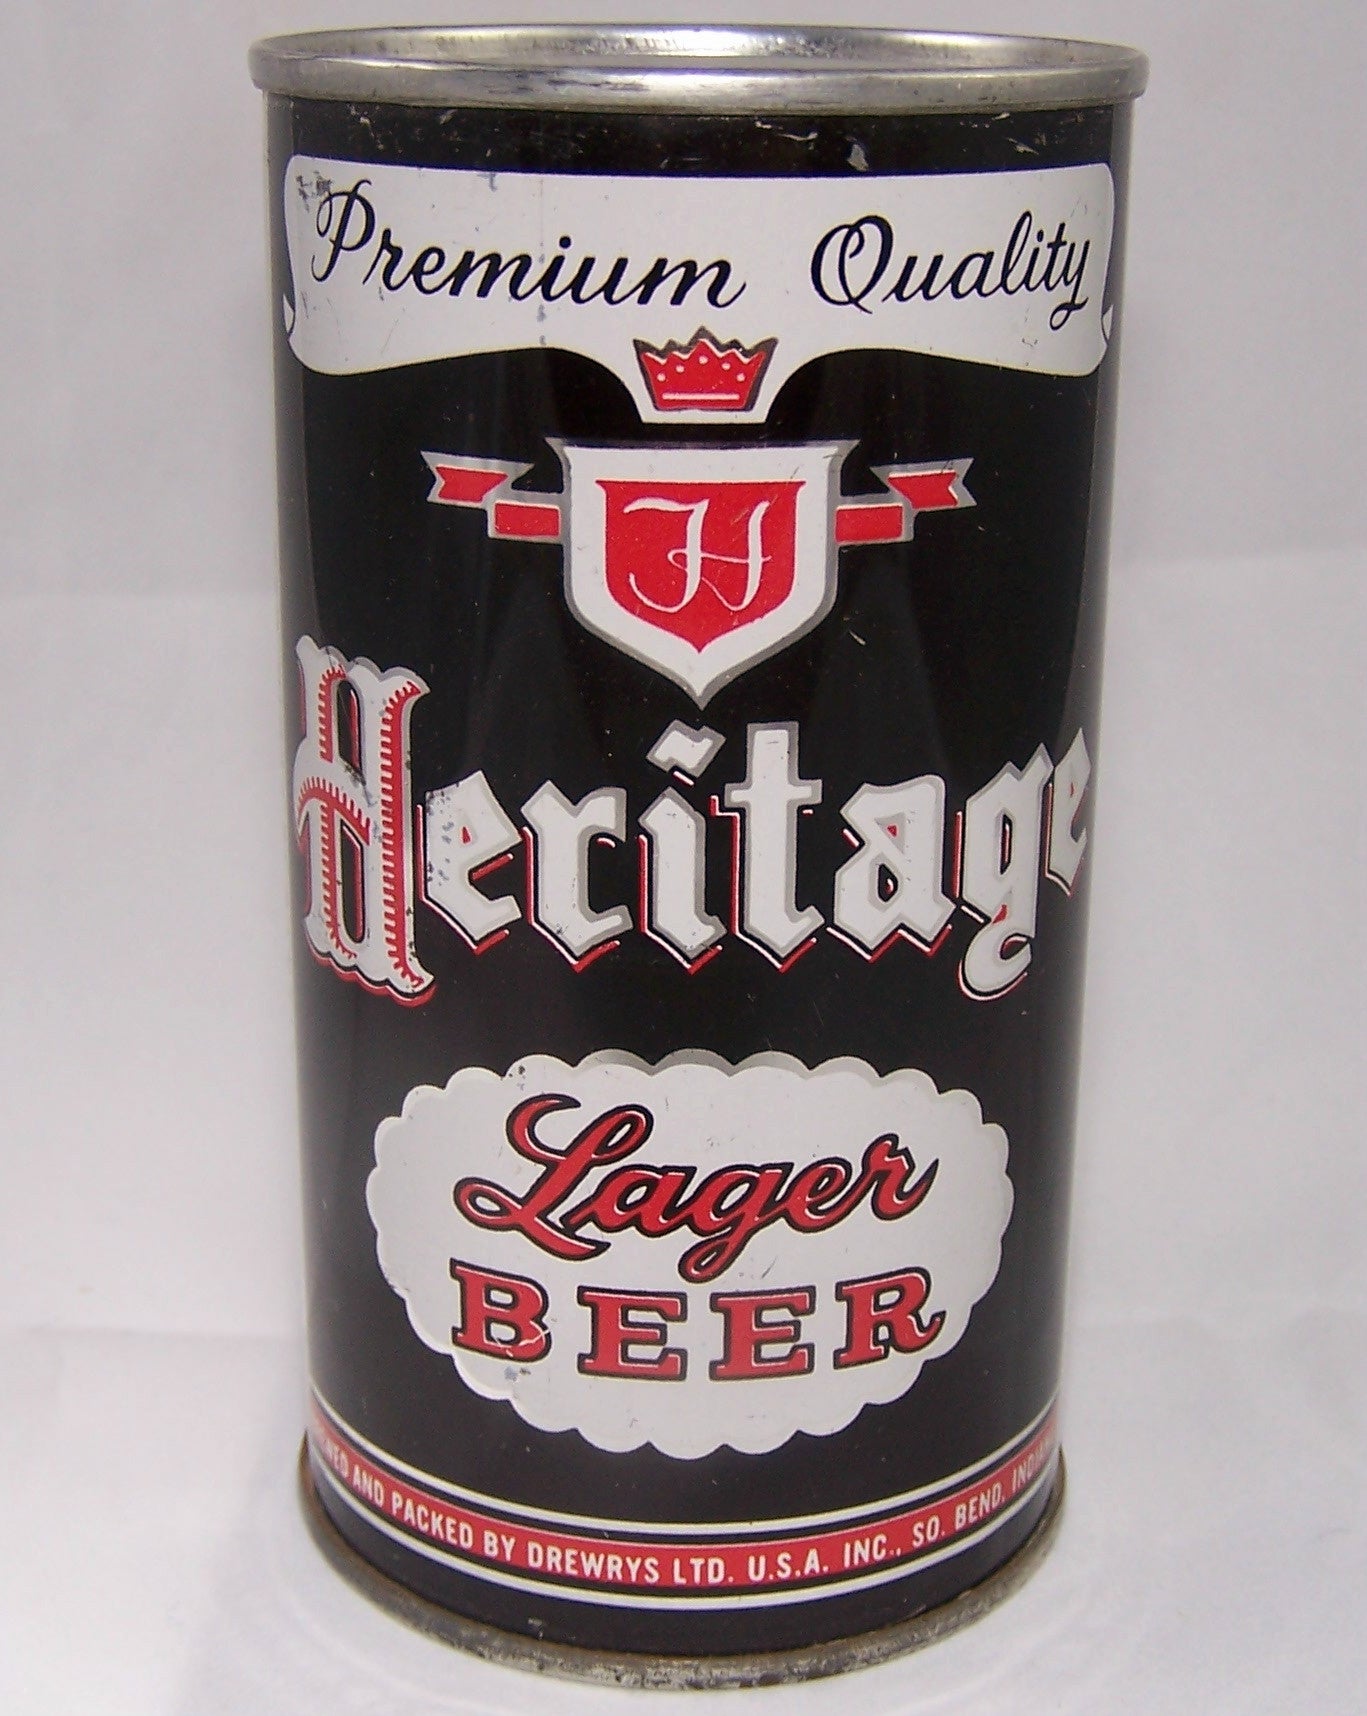 Premium Quality
H
Heritage
Lager
BEER
AND PACKED BY DREWRYS LTD. U.S.A. INC., SO. BEND,